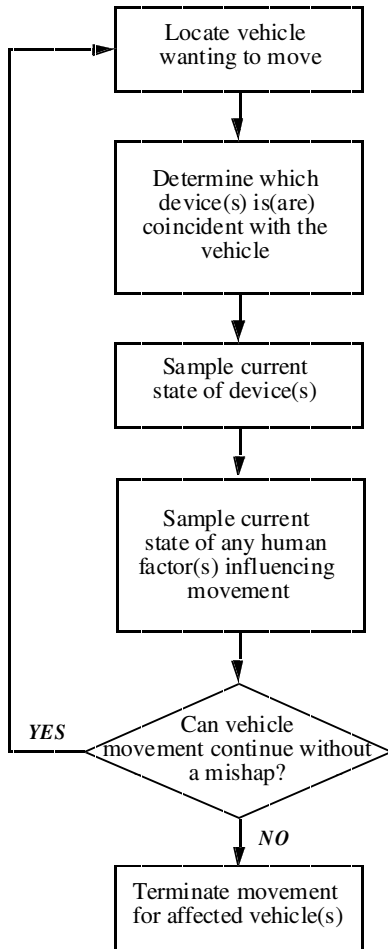 Locate vehicle
wanting to move
Determine which
device(s) is(are)
coincident with the
vehicle
Sample current
state of device(s)
Sample current
state of any human
factor(s) influencing
movement
Can vehicle
movement continue without
a mishap?
YES
NO
Terminate movement
for affected vehicle(s)